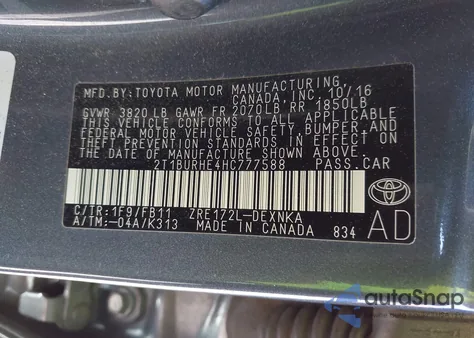 MFD.BY:TOYOTA MOTOR MANUFACTURING
CANADA,INC. 10/16
GVWR 3820 LB GAWR FR 2070LB RR 1850LB
THIS VEHICLE CONFORMS TO ALL APPLICABLE
FEDERAL MOTOR VEHICLE SAFETY,BUMPER,AND
THEFT PREVENTION STANDARDS IN EFFECT ON
THE DATE OF MANUFACTURE SHOWN ABOVE.
2T1BURHE4HC777588 PASS.CAR
C/TR:1F9/FB11 ZRE172L-DEXNKA
A/TM:-04A/K313 MADE IN CANADA 834
AD
autoSnap